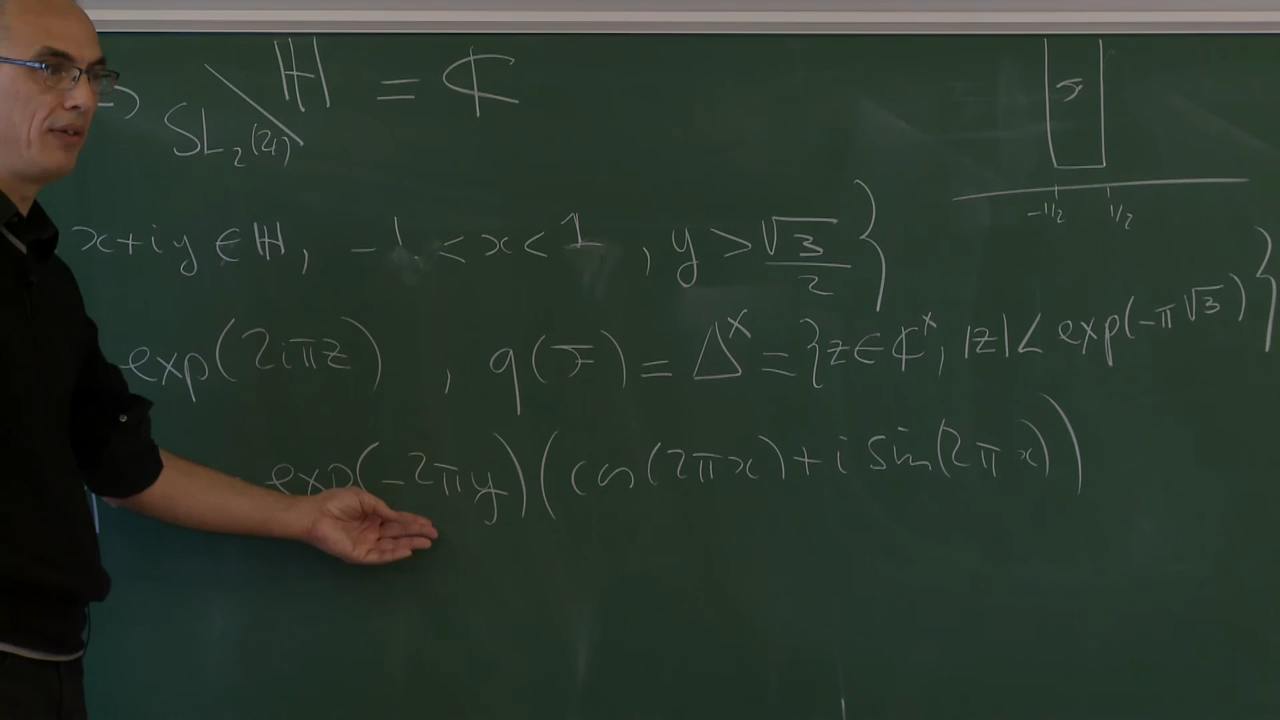 SL₂(ℤ)\ℍ = ℂ
𝓕
-1/2 1/2
x+iy ∈ ℍ, -1 < x < 1, y > √3/2 }
exp(2iπz), q(𝓕) = Δ^× = {z ∈ ℂ^×, |z| < exp(-π√3)}
exp(-2πy)(cos(2πx) + i sin(2πx))